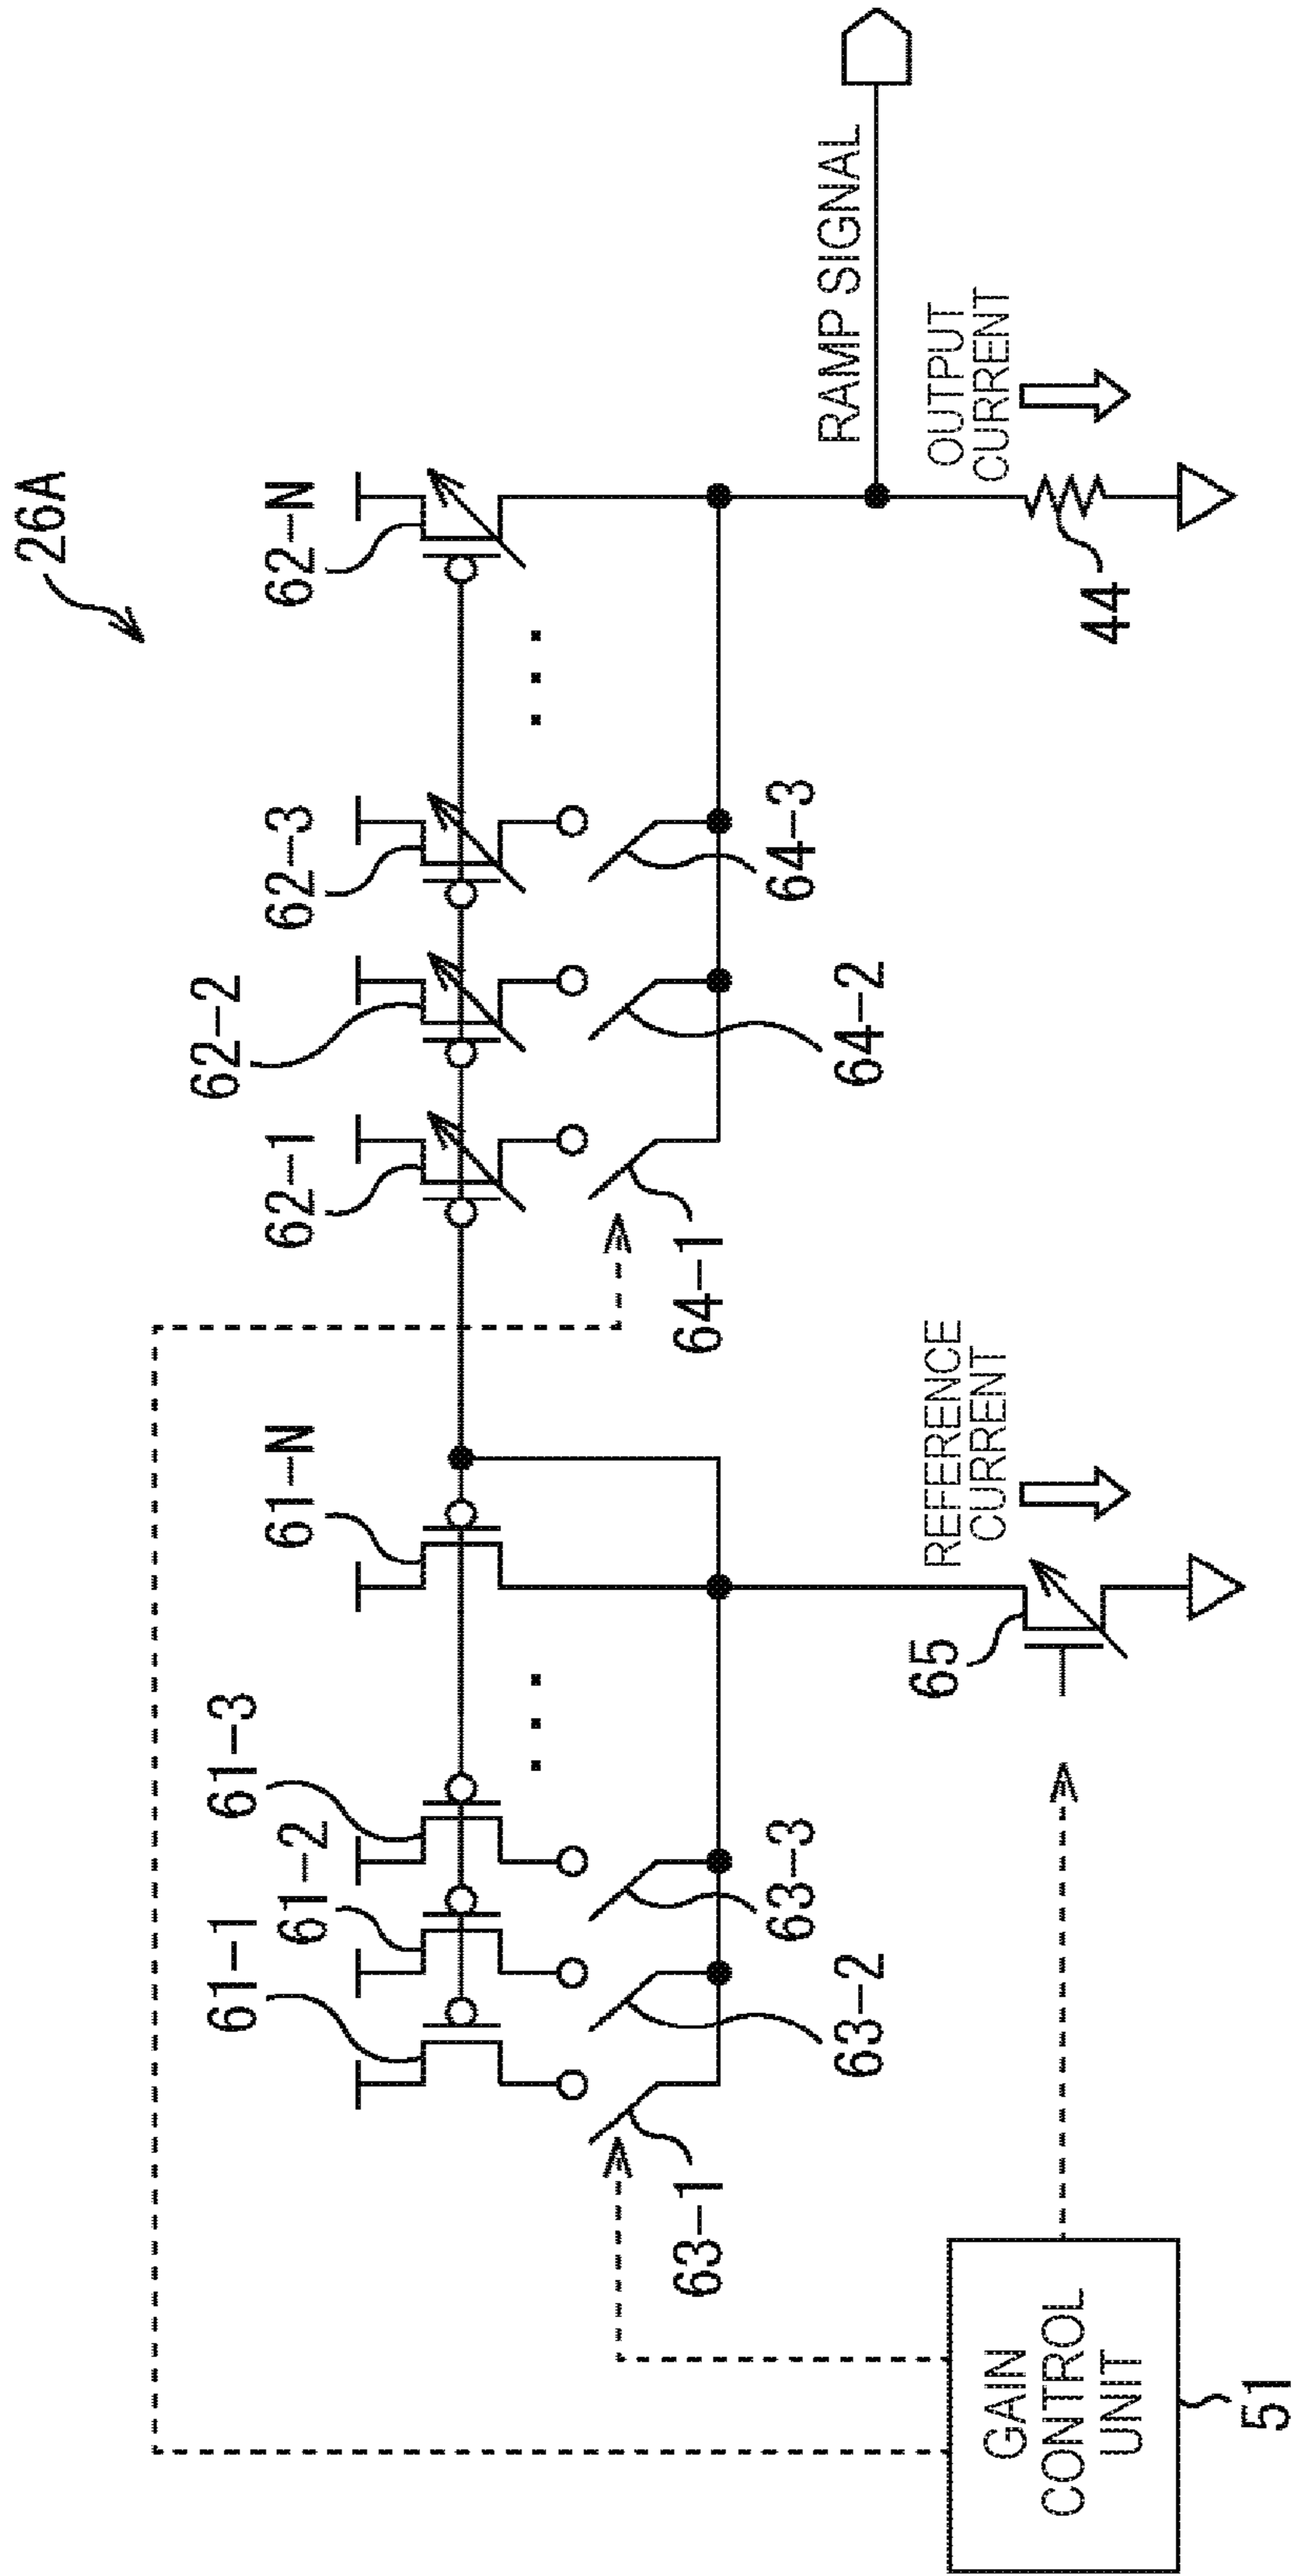 26A
61-1
61-2
61-3
61-N
62-1
62-2
62-3
62-N
. . .
. . .
63-1
63-2
63-3
64-1
64-2
64-3
RAMP SIGNAL
65
REFERENCE
CURRENT
OUTPUT
CURRENT
44
GAIN
CONTROL
UNIT
51